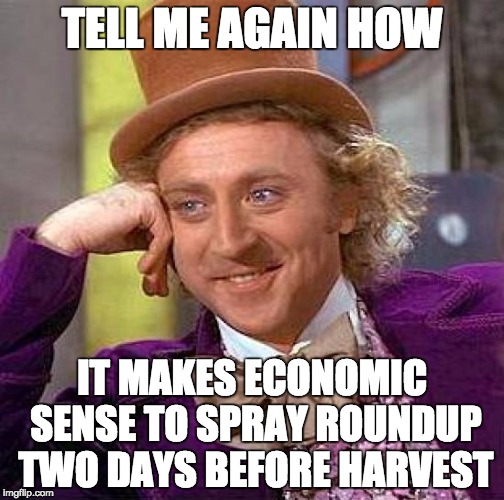 TELL ME AGAIN HOW
IT MAKES ECONOMIC
SENSE TO SPRAY ROUNDUP
TWO DAYS BEFORE HARVEST
imgflip.com